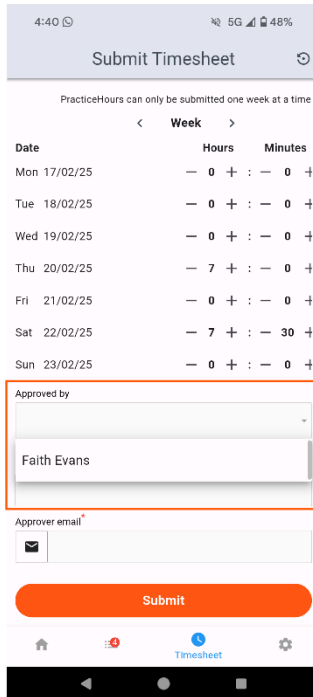 4:40 5G 48%
Submit Timesheet
PracticeHours can only be submitted one week at a time
< Week >
Date Hours Minutes
Mon 17/02/25 — 0 + : — 0 +
Tue 18/02/25 — 0 + : — 0 +
Wed 19/02/25 — 0 + : — 0 +
Thu 20/02/25 — 7 + : — 0 +
Fri 21/02/25 — 0 + : — 0 +
Sat 22/02/25 — 7 + : — 30 +
Sun 23/02/25 — 0 + : — 0 +
Approved by
Faith Evans
Approver email*
Submit
4
Timesheet